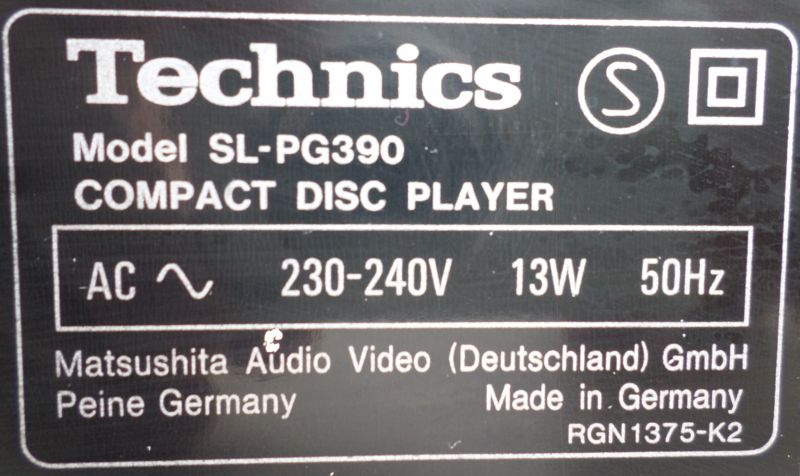 Technics S
Model SL-PG390
COMPACT DISC PLAYER
AC 230-240V 13W 50Hz
Matsushita Audio Video (Deutschland) GmbH
Peine Germany Made in Germany
RGN1375-K2